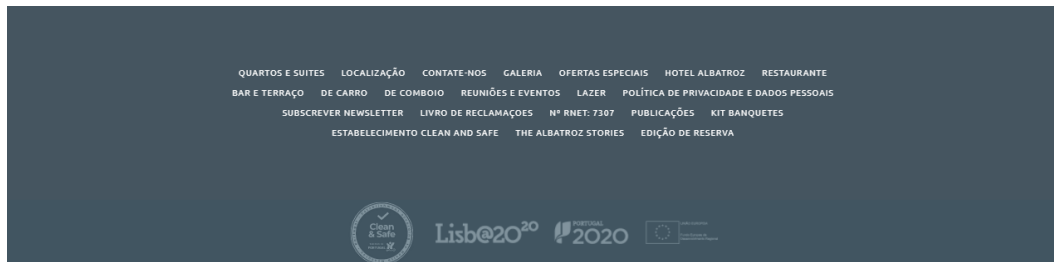 QUARTOS E SUITES LOCALIZAÇÃO CONTATE-NOS GALERIA OFERTAS ESPECIAIS HOTEL ALBATROZ RESTAURANTE
BAR E TERRAÇO DE CARRO DE COMBOIO REUNIÕES E EVENTOS LAZER POLÍTICA DE PRIVACIDADE E DADOS PESSOAIS
SUBSCREVER NEWSLETTER LIVRO DE RECLAMAÇOES Nº RNET: 7307 PUBLICAÇÕES KIT BANQUETES
ESTABELECIMENTO CLEAN AND SAFE THE ALBATROZ STORIES EDIÇÃO DE RESERVA
Clean
& Safe
Lisb@20²⁰
PORTUGAL
2020